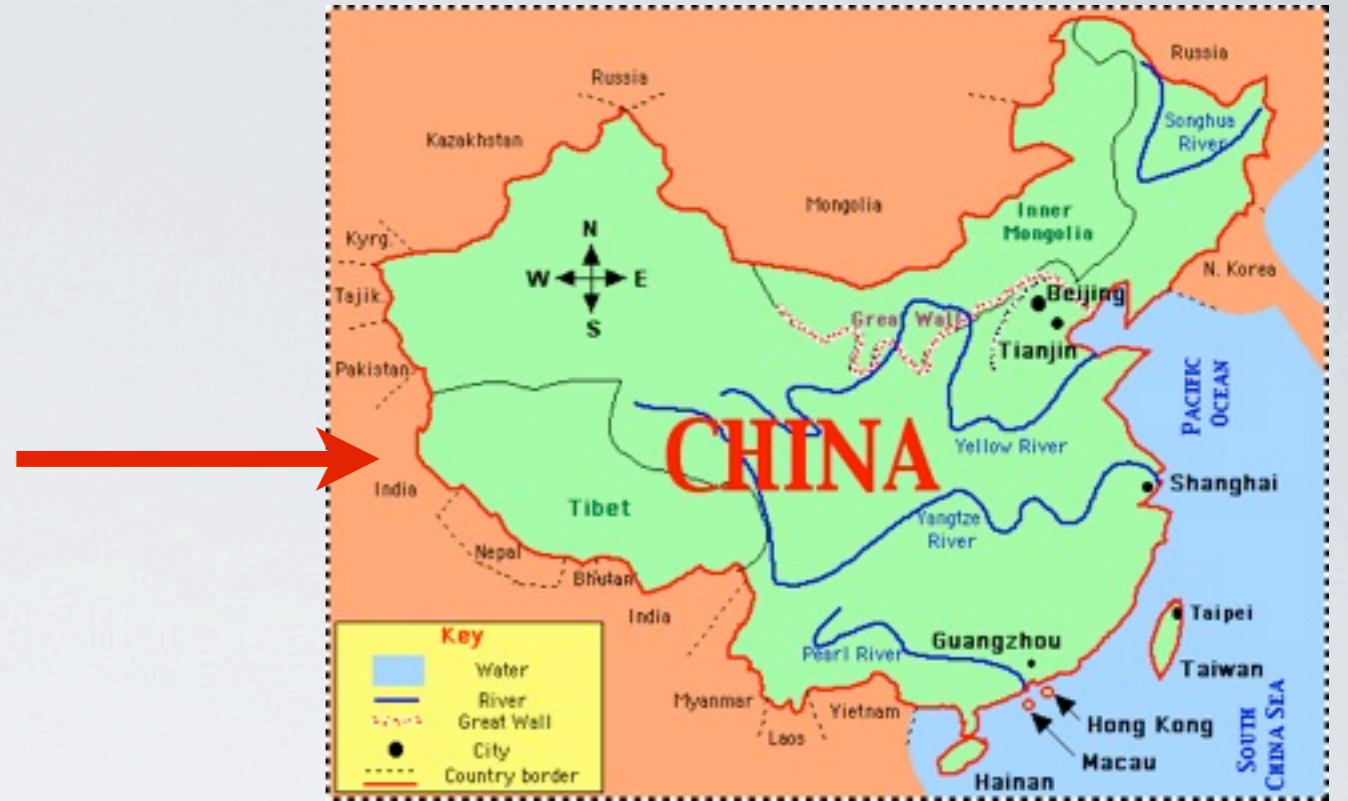 Russia
Russia
Kazakhstan
Songhua
River
Mongolia
Inner
Mongolia
Kyrg.
N
W E
S
N. Korea
Tajik.
Beijing
Great Wall
Tianjin
Pakistan
PACIFIC
OCEAN
CHINA
Yellow River
India
Shanghai
Tibet
Yangtze
River
Nepal
Bhutan
India
Taipei
Key
Guangzhou
Pearl River
Water
Taiwan
River
Great Wall
Myanmar
Vietnam
Laos
Hong Kong
City
Macau
Country border
Hainan
SOUTH
CHINA SEA